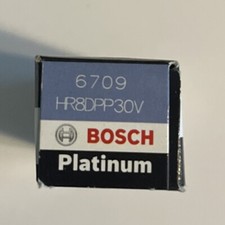 6709
HR8DPP30V
BOSCH
Platinum